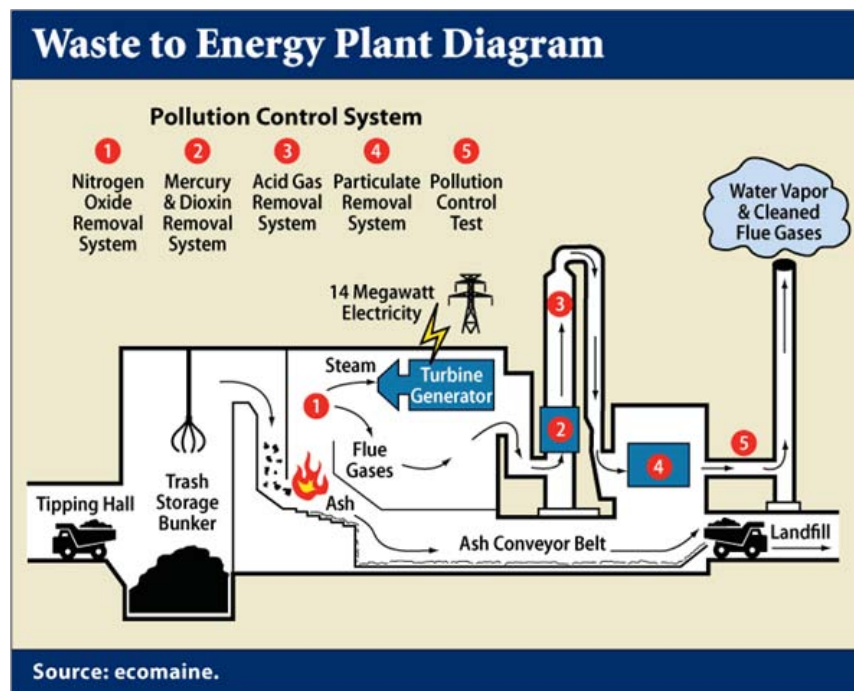 Waste to Energy Plant Diagram
Pollution Control System
1
Nitrogen
Oxide
Removal
System
2
Mercury
& Dioxin
Removal
System
3
Acid Gas
Removal
System
4
Particulate
Removal
System
5
Pollution
Control
Test
Water Vapor
& Cleaned
Flue Gases
14 Megawatt
Electricity
3
Steam
Turbine
Generator
1
2
Flue
Gases
4
5
Tipping Hall
Trash
Storage
Bunker
Ash
Ash Conveyor Belt
Landfill
Source: ecomaine.